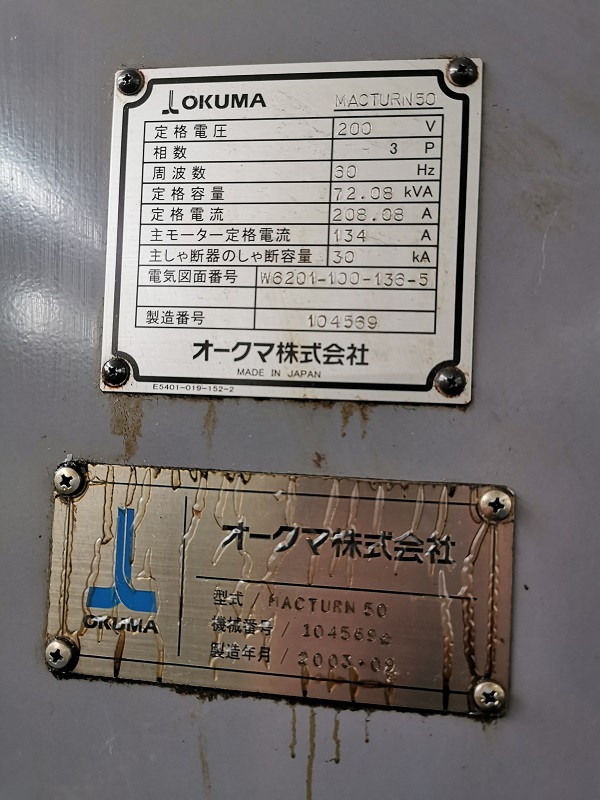 OKUMA MACTURN50
定格電圧 200 V
相数 3 P
周波数 60 Hz
定格容量 72.08 kVA
定格電流 208.08 A
主モーター定格電流 134 A
主しゃ断器のしゃ断容量 30 kA
電気図面番号 W6201-100-136-5
製造番号 104569
オークマ株式会社
MADE IN JAPAN
E5401-019-152-2
オークマ株式会社
OKUMA
型式 / MACTURN 50
機械番号 /
製造年月 / 2003・09